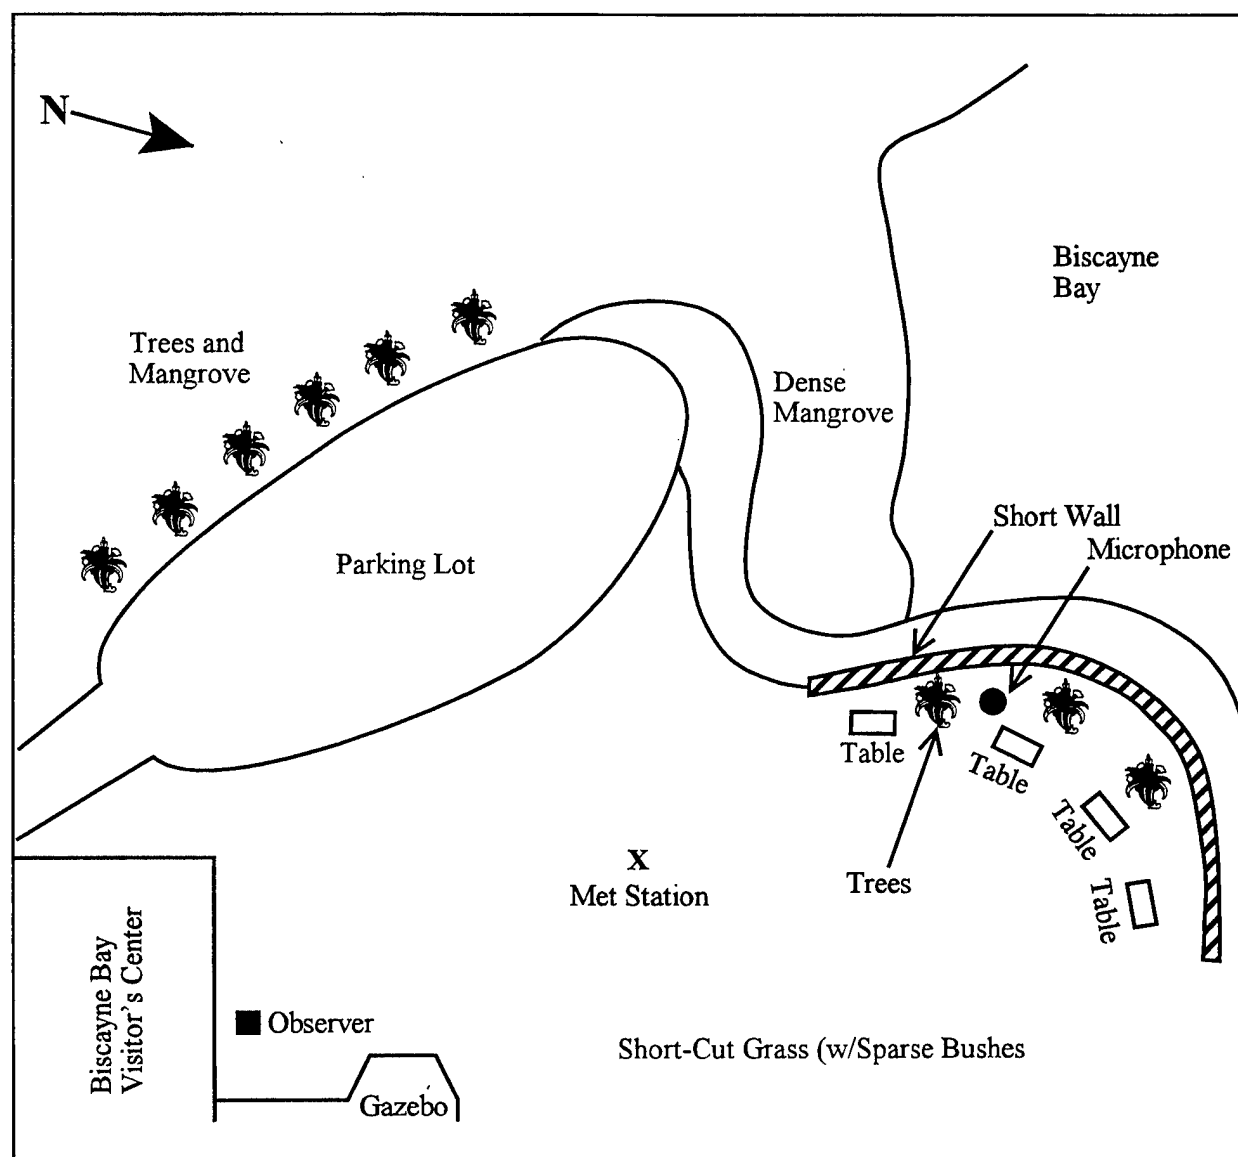 N
Biscayne
Bay
Trees and
Mangrove
Dense
Mangrove
Short Wall
Microphone
Parking Lot
Table
Table
Table
Table
Trees
X
Met Station
Biscayne Bay
Visitor's Center
Observer
Short-Cut Grass (w/Sparse Bushes
Gazebo